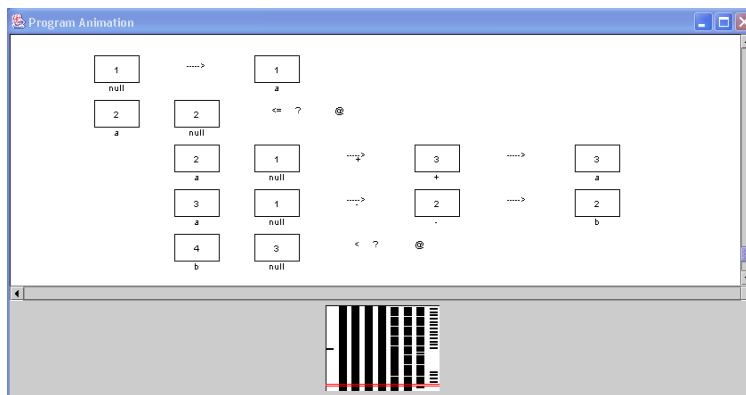 Program Animation
1 -----> 1
null a
2 2 <= ? @
a null
2 1 -----> 3 -----> 3
a null + + a
3 1 -----> 2 -----> 2
a null - - b
4 3 < ? @
b null